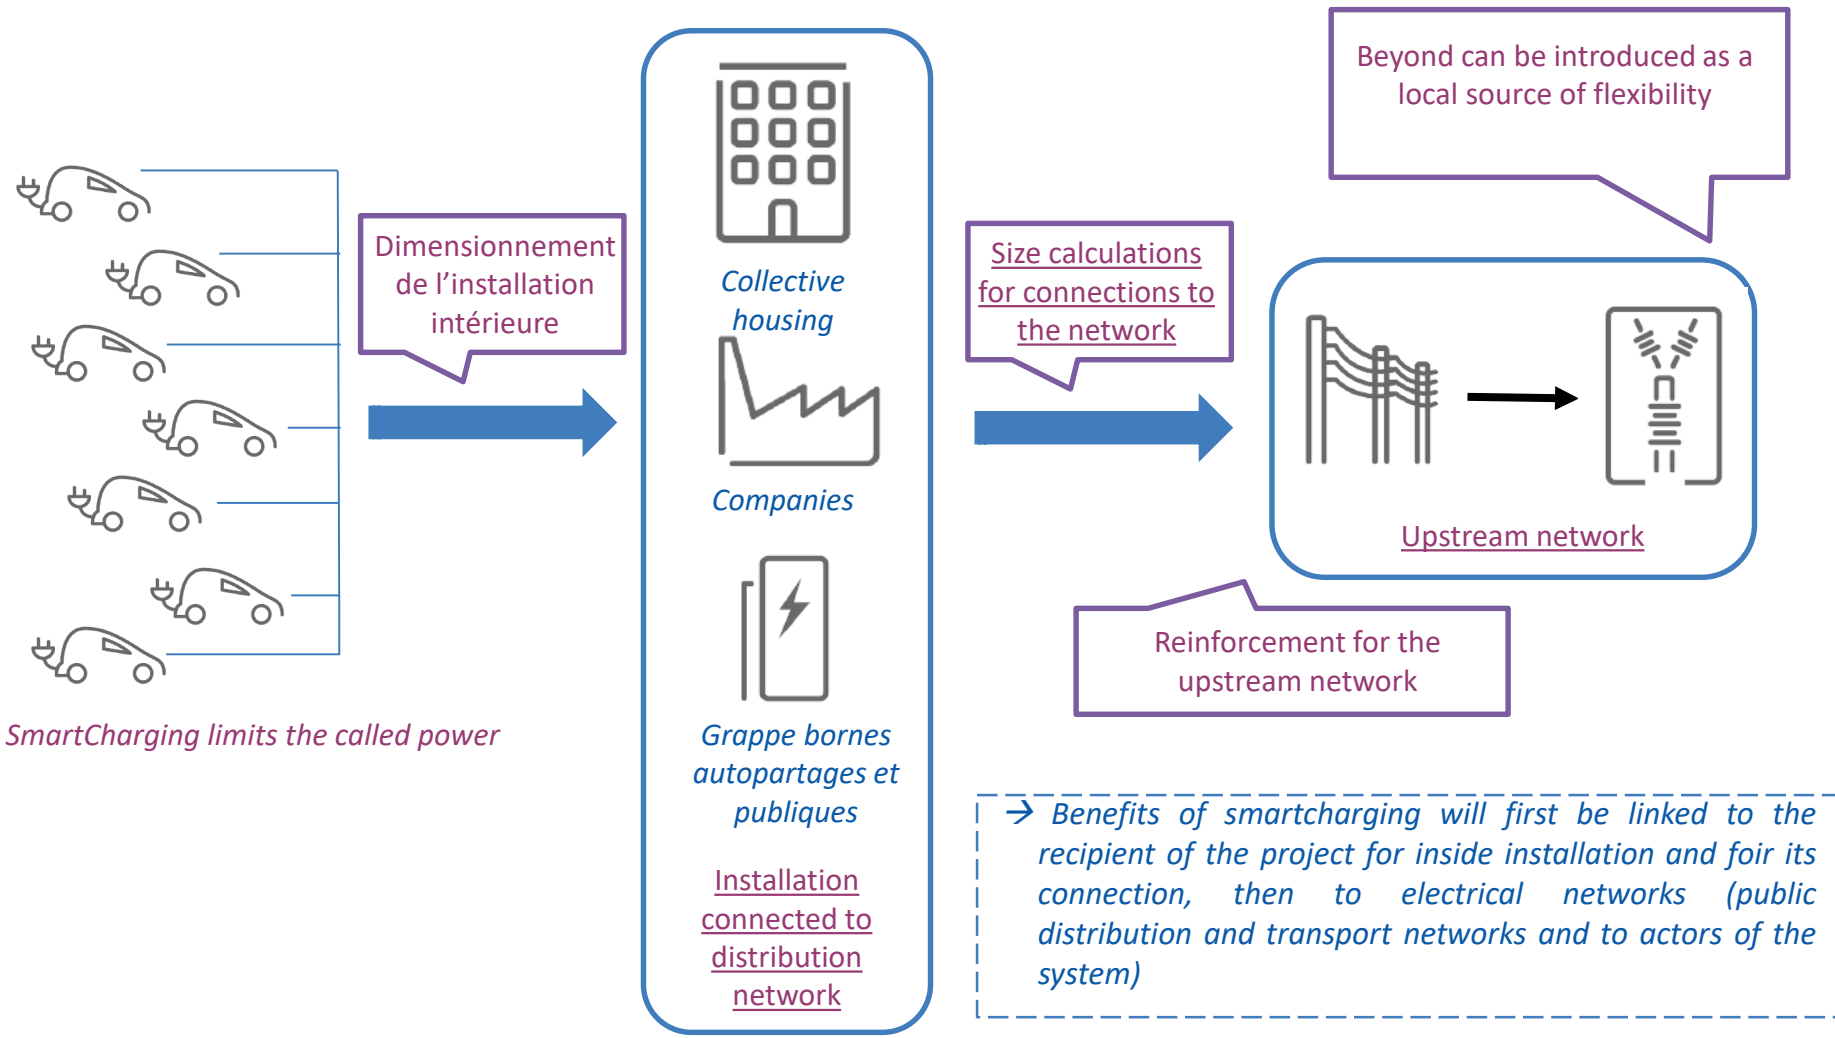 SmartCharging limits the called power
Dimensionnement
de l’installation
intérieure
Collective
housing
Companies
Grappe bornes
autopartages et
publiques
Installation
connected to
distribution
network
Size calculations
for connections to
the network
Beyond can be introduced as a
local source of flexibility
Upstream network
Reinforcement for the
upstream network
→ Benefits of smartcharging will first be linked to the
recipient of the project for inside installation and foir its
connection, then to electrical networks (public
distribution and transport networks and to actors of the
system)